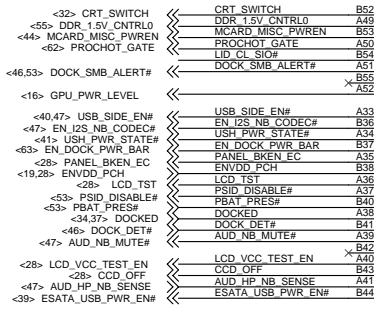 <32> CRT_SWITCH CRT_SWITCH B52
<55> DDR_1.5V_CNTRL0 DDR_1.5V_CNTRL0 A49
<44> MCARD_MISC_PWREN MCARD_MISC_PWREN B53
<62> PROCHOT_GATE PROCHOT_GATE A50
LID_CL_SIO# B54
<46,53> DOCK_SMB_ALERT# DOCK_SMB_ALERT# A51
B55
<16> GPU_PWR_LEVEL A52
<40,47> USB_SIDE_EN# USB_SIDE_EN# A33
<47> EN_I2S_NB_CODEC# EN_I2S_NB_CODEC# B36
<41> USH_PWR_STATE# USH_PWR_STATE# A34
<63> EN_DOCK_PWR_BAR EN_DOCK_PWR_BAR B37
<28> PANEL_BKEN_EC PANEL_BKEN_EC A35
<19,28> ENVDD_PCH ENVDD_PCH B38
<28> LCD_TST LCD_TST A36
<53> PSID_DISABLE# PSID_DISABLE# A37
<53> PBAT_PRES# PBAT_PRES# B40
<34,37> DOCKED DOCKED A38
<46> DOCK_DET# DOCK_DET# B41
<47> AUD_NB_MUTE# AUD_NB_MUTE# A39
B42
<28> LCD_VCC_TEST_EN LCD_VCC_TEST_EN A40
<28> CCD_OFF CCD_OFF B43
<47> AUD_HP_NB_SENSE AUD_HP_NB_SENSE A41
<39> ESATA_USB_PWR_EN# ESATA_USB_PWR_EN# B44